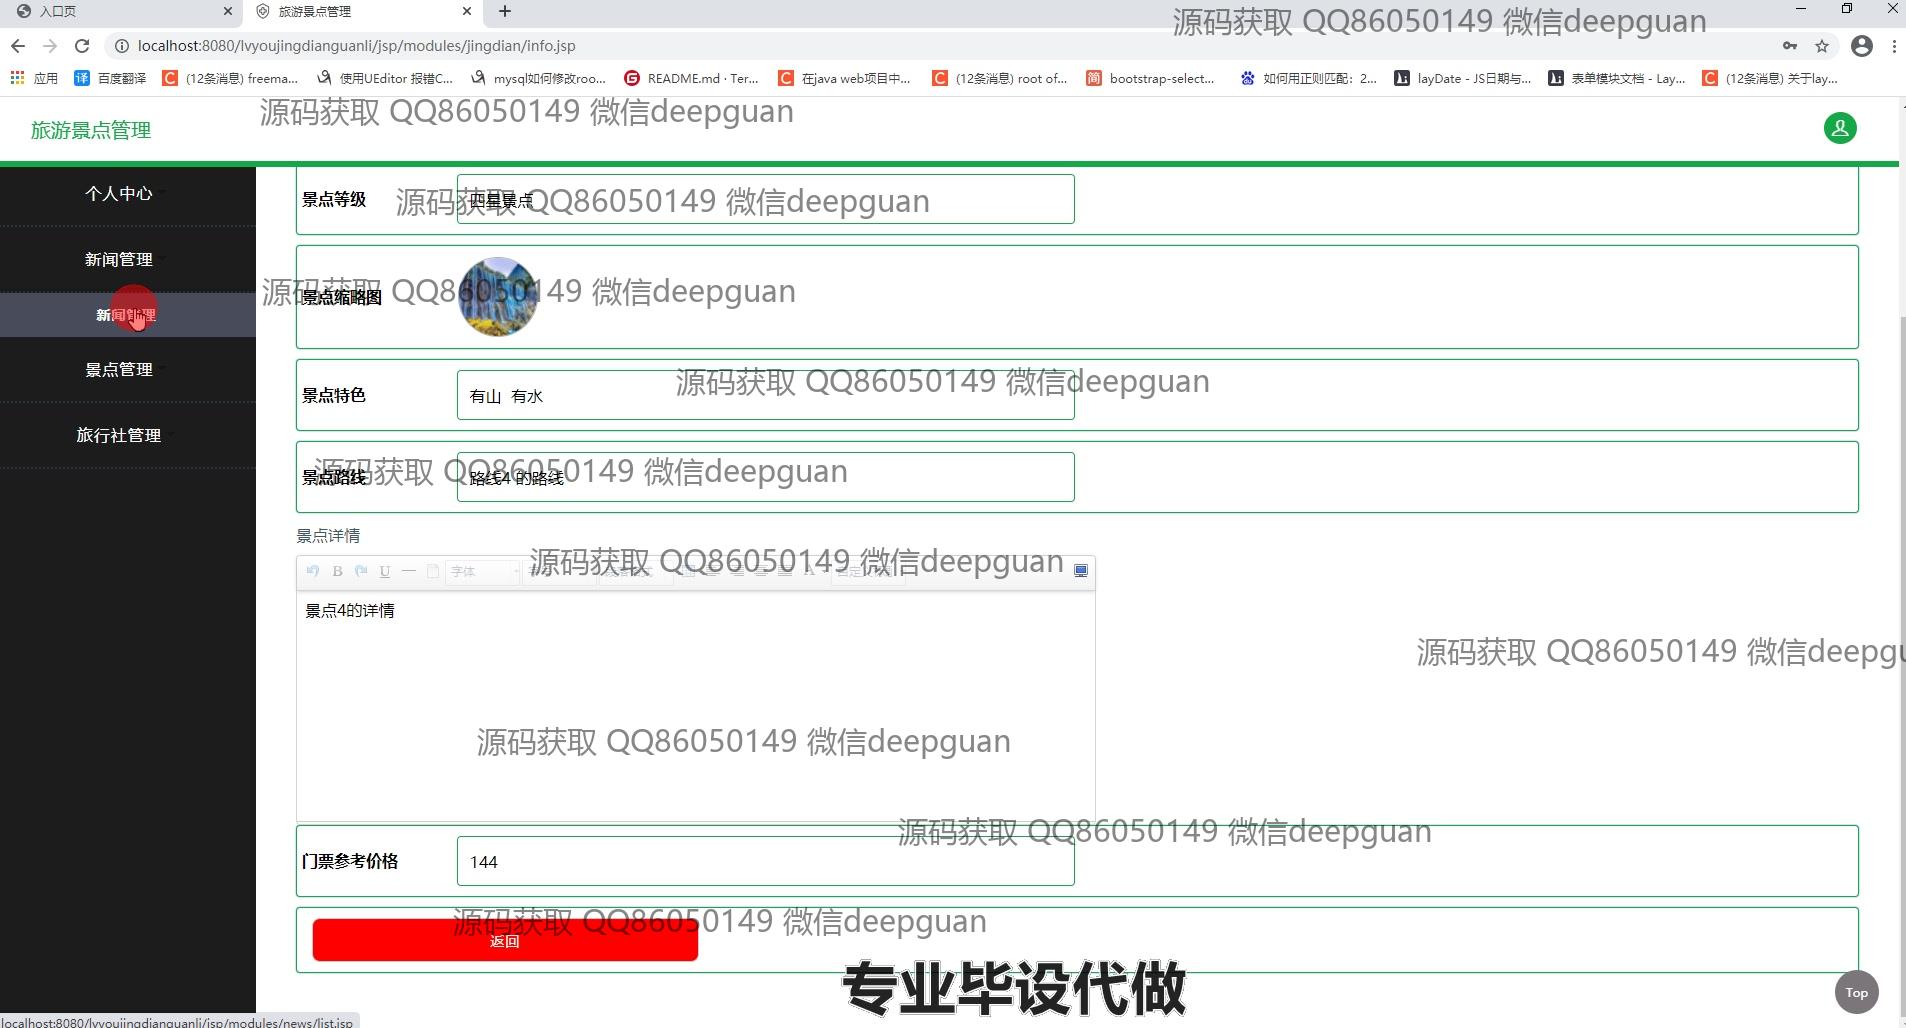 入口页
旅游景点管理
源码获取 QQ86050149 微信deepguan
localhost:8080/lvyoujingdianguanli/jsp/modules/jingdian/info.jsp
应用
百度翻译
(12条消息) freema...
使用UEditor 报错C...
mysql如何修改roo...
README.md · Ter...
在java web项目中...
(12条消息) root of...
bootstrap-select...
如何用正则匹配：2...
layDate - JS日期与...
表单模块文档 - Lay...
(12条消息) 关于lay...
源码获取 QQ86050149 微信deepguan
旅游景点管理
个人中心
新闻管理
新闻管理
景点管理
旅行社管理
景点等级
四星景点
源码获取 QQ86050149 微信deepguan
景点缩略图
源码获取 QQ86050149 微信deepguan
景点特色
有山 有水
源码获取 QQ86050149 微信deepguan
景点路线
路线4 的路线
源码获取 QQ86050149 微信deepguan
景点详情
源码获取 QQ86050149 微信deepguan
B
U
字体
景点4的详情
源码获取 QQ86050149 微信deepgu
源码获取 QQ86050149 微信deepguan
源码获取 QQ86050149 微信deepguan
门票参考价格
144
源码获取 QQ86050149 微信deepguan
返回
专业毕设代做
Top
localhost:8080/lvyoujingdianguanli/jsp/modules/news/list.jsp